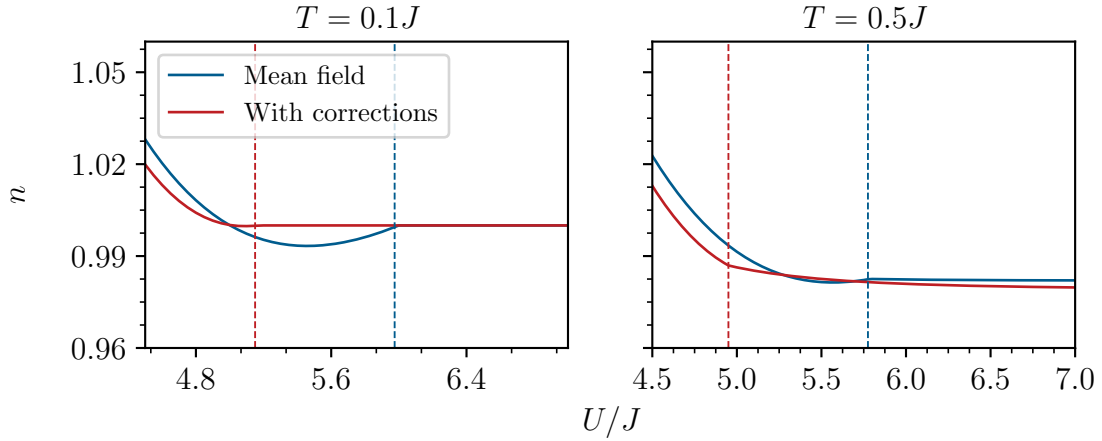 T = 0.1J
T = 0.5J
Mean field
With corrections
n
1.05
1.02
0.99
0.96
4.8 5.6 6.4
4.5 5.0 5.5 6.0 6.5 7.0
U/J